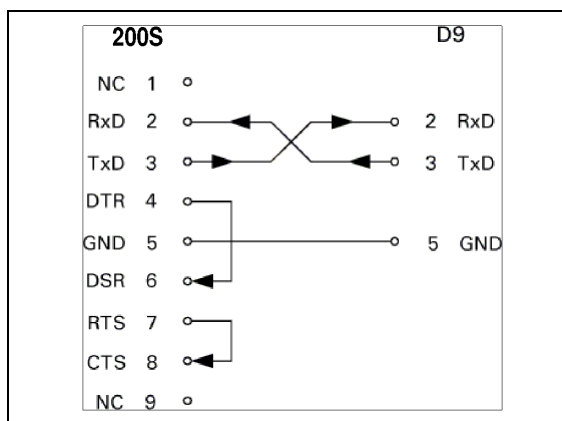 200S D9
NC 1
RxD 2 2 RxD
TxD 3 3 TxD
DTR 4
GND 5 5 GND
DSR 6
RTS 7
CTS 8
NC 9